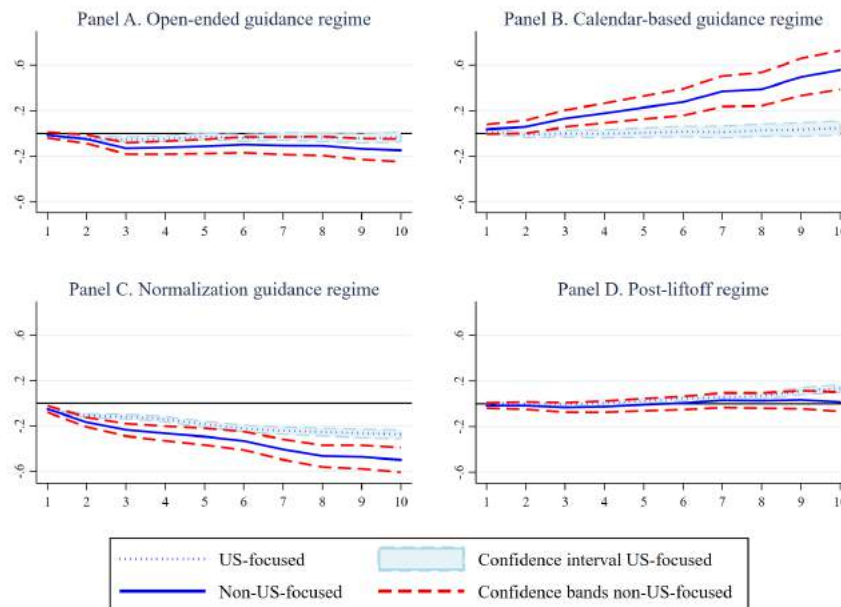 Panel A. Open-ended guidance regime
.6
.2
-.2
-.6
1 2 3 4 5 6 7 8 9 10
Panel B. Calendar-based guidance regime
.6
.2
-.2
-.6
1 2 3 4 5 6 7 8 9 10
Panel C. Normalization guidance regime
.6
.2
-.2
-.6
1 2 3 4 5 6 7 8 9 10
Panel D. Post-liftoff regime
.6
.2
-.2
-.6
1 2 3 4 5 6 7 8 9 10
US-focused
Confidence interval US-focused
Non-US-focused
Confidence bands non-US-focused